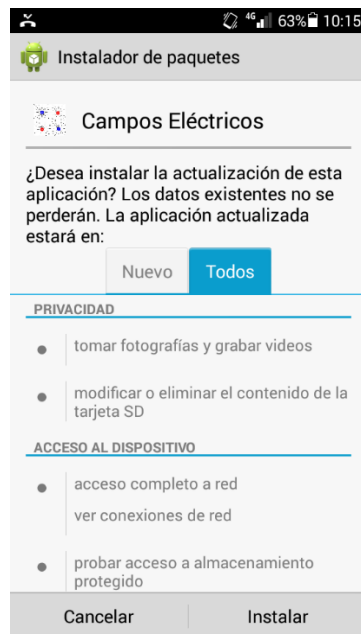 4G 63% 10:15
Instalador de paquetes
Campos Eléctricos
¿Desea instalar la actualización de esta
aplicación? Los datos existentes no se
perderán. La aplicación actualizada
estará en:
Nuevo Todos
PRIVACIDAD
tomar fotografías y grabar videos
modificar o eliminar el contenido de la
tarjeta SD
ACCESO AL DISPOSITIVO
acceso completo a red
ver conexiones de red
probar acceso a almacenamiento
protegido
Cancelar Instalar